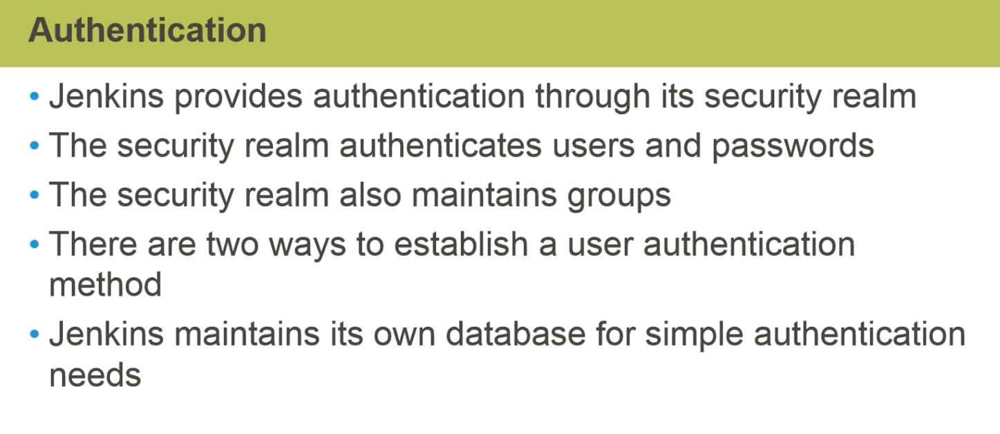 Authentication
• Jenkins provides authentication through its security realm
• The security realm authenticates users and passwords
• The security realm also maintains groups
• There are two ways to establish a user authentication
method
• Jenkins maintains its own database for simple authentication
needs